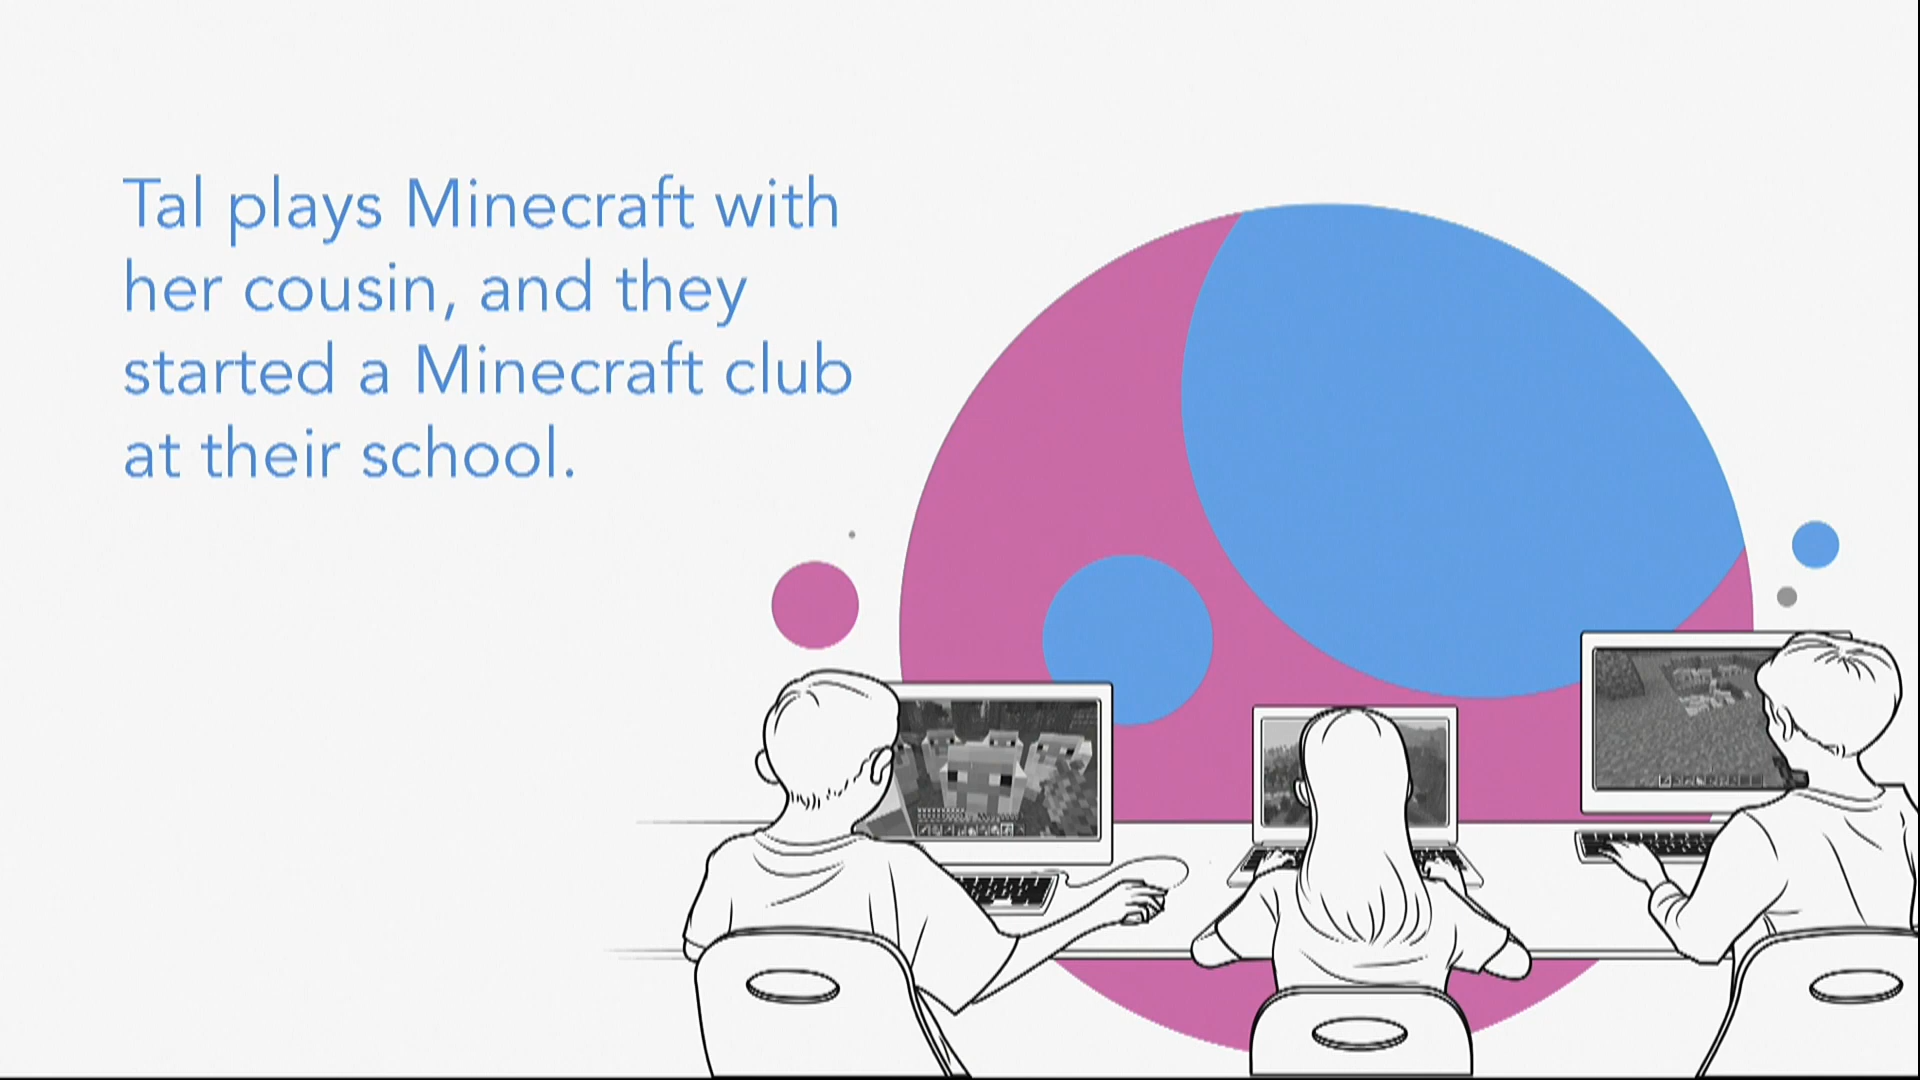 Tal plays Minecraft with
her cousin, and they
started a Minecraft club
at their school.